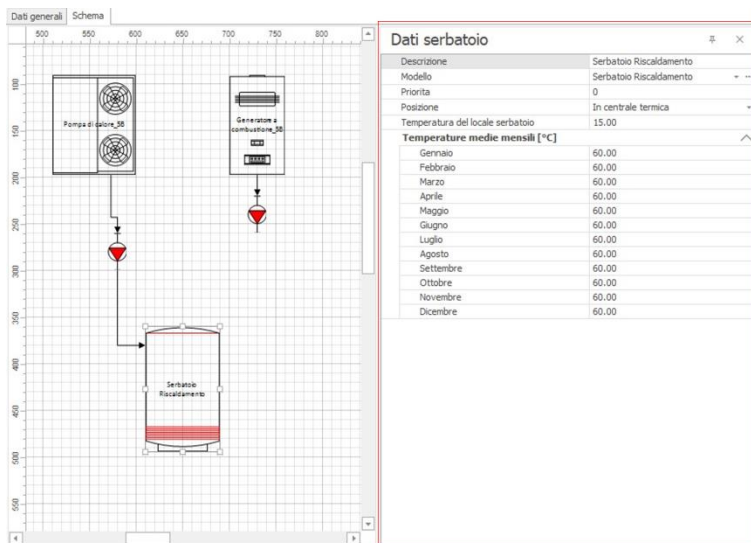 Dati generali Schema
500 550 600 650 700 750 800
100
150
200
250
300
350
400
450
500
550
Pompa di calore_5B
Generatore a
combustione_5B
Serbatoio
Riscaldamento
Dati serbatoio
Descrizione Serbatoio Riscaldamento
Modello Serbatoio Riscaldamento
Priorita 0
Posizione In centrale termica
Temperatura del locale serbatoio 15.00
Temperature medie mensili [°C]
Gennaio 60.00
Febbraio 60.00
Marzo 60.00
Aprile 60.00
Maggio 60.00
Giugno 60.00
Luglio 60.00
Agosto 60.00
Settembre 60.00
Ottobre 60.00
Novembre 60.00
Dicembre 60.00